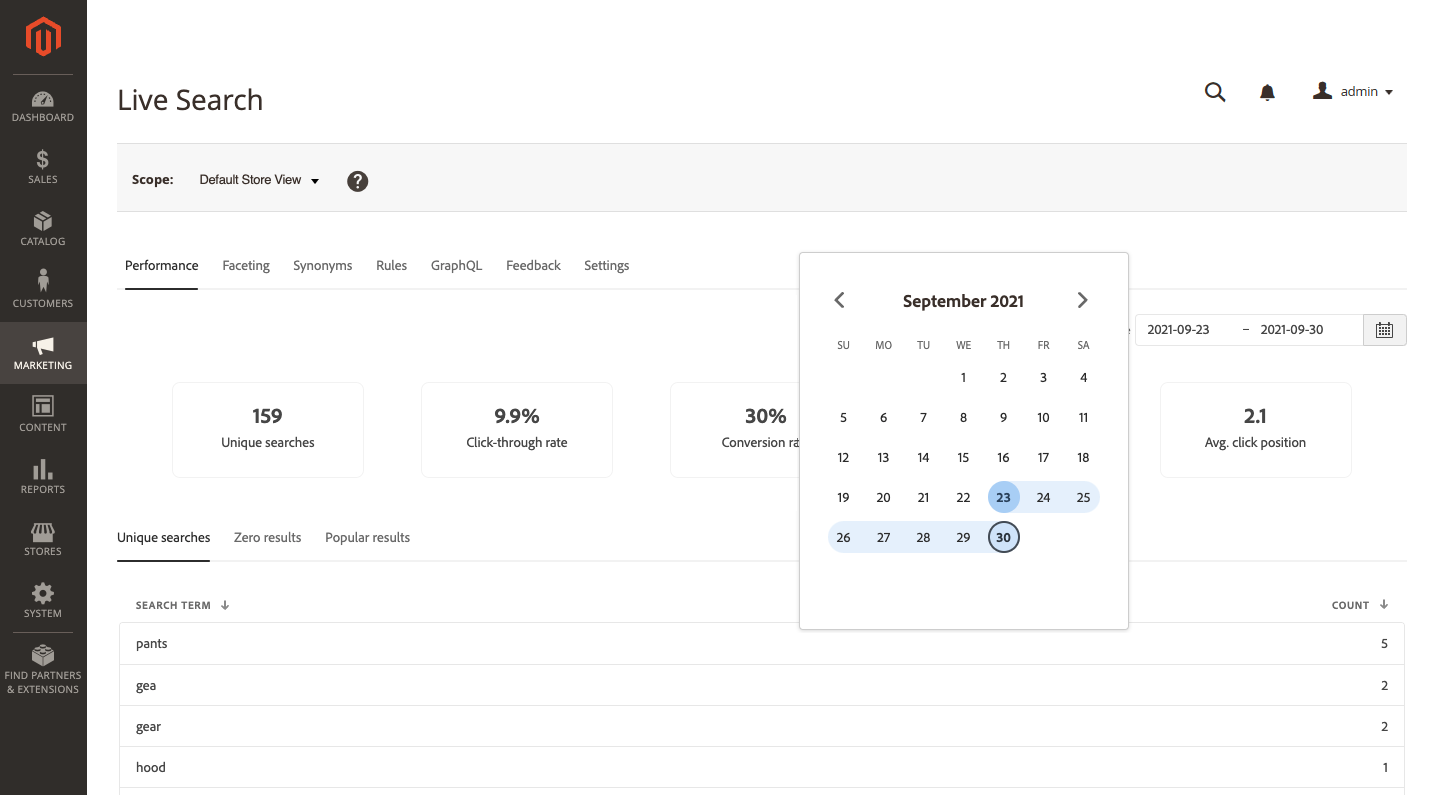 Live Search
admin
Scope: Default Store View ?
DASHBOARD
SALES
CATALOG
CUSTOMERS
MARKETING
CONTENT
REPORTS
STORES
SYSTEM
FIND PARTNERS
& EXTENSIONS
Performance Faceting Synonyms Rules GraphQL Feedback Settings
2021-09-23 – 2021-09-30
September 2021
SU MO TU WE TH FR SA
1 2 3 4
5 6 7 8 9 10 11
12 13 14 15 16 17 18
19 20 21 22 23 24 25
26 27 28 29 30
159
Unique searches
9.9%
Click-through rate
30%
Conversion
2.1
Avg. click position
Unique searches Zero results Popular results
SEARCH TERM COUNT
pants 5
gea 2
gear 2
hood 1